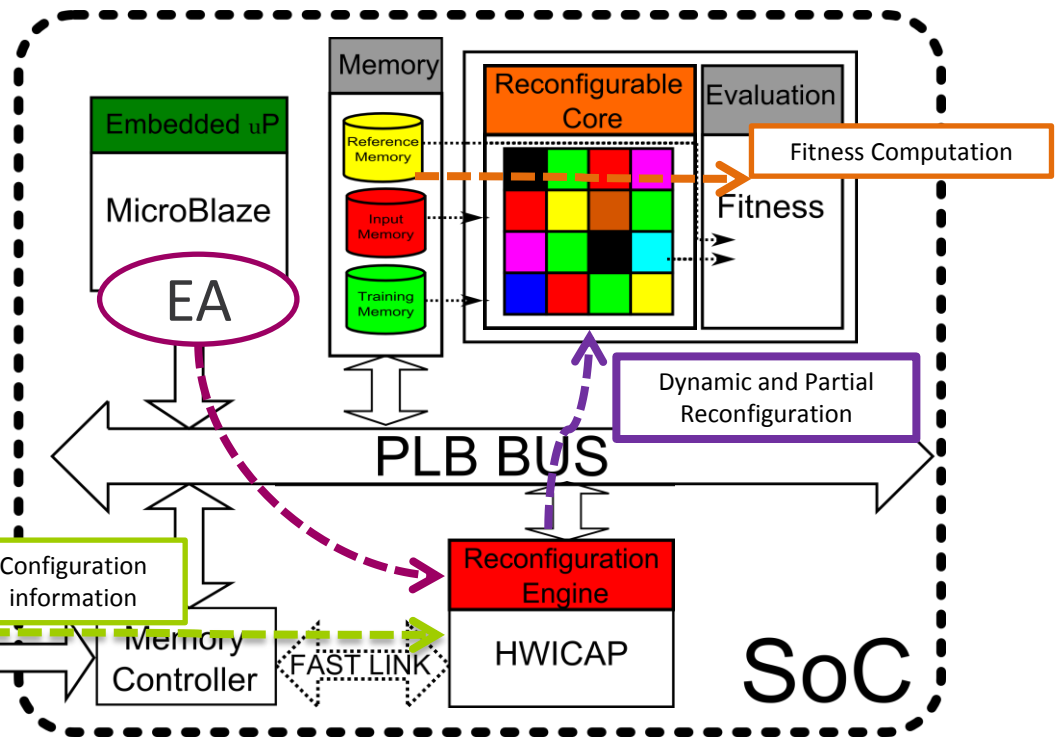 Memory
Reconfigurable
Core
Evaluation
Embedded uP
Reference
Memory
Fitness Computation
MicroBlaze
Input
Memory
Fitness
EA
Training
Memory
Dynamic and Partial
Reconfiguration
PLB BUS
Configuration
information
Reconfiguration
Engine
Memory
Controller
FAST LINK
HWICAP
SoC